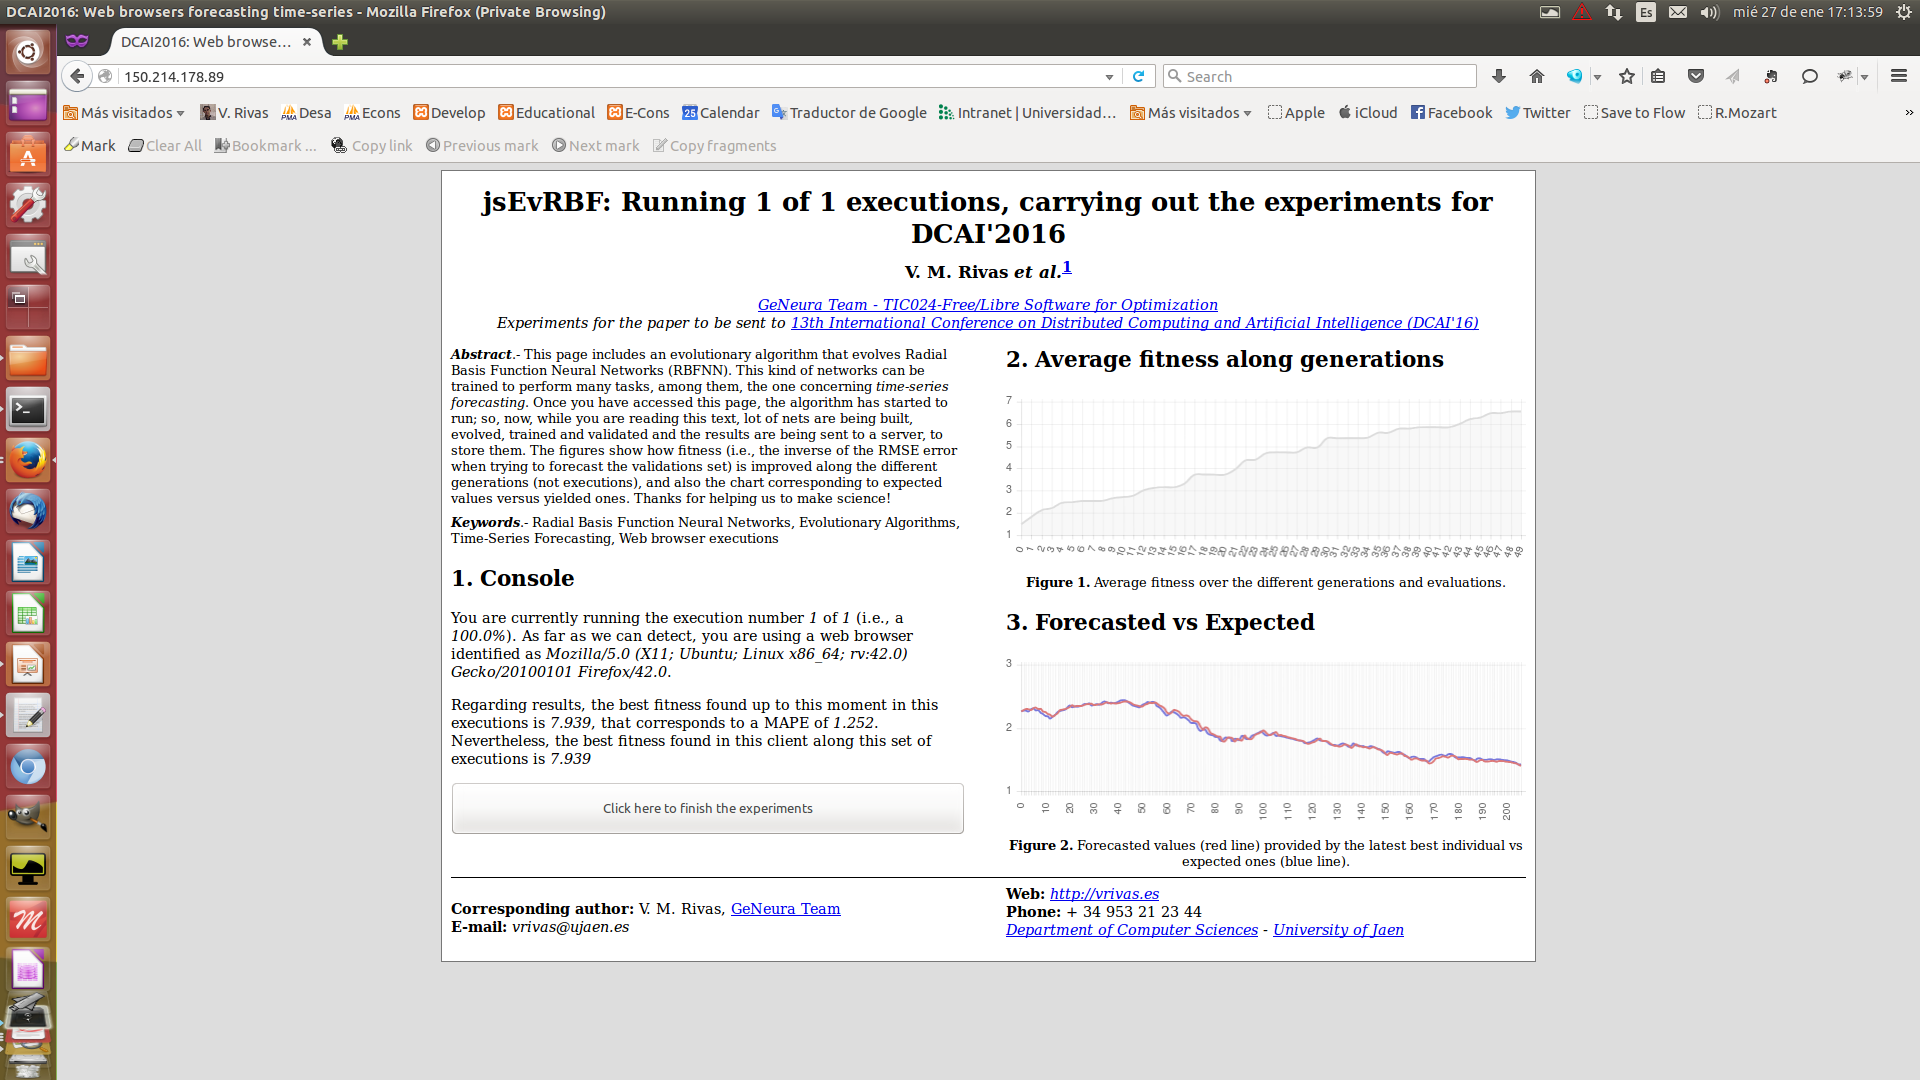 DCAI2016: Web browsers forecasting time-series - Mozilla Firefox (Private Browsing)
Es
mié 27 de ene 17:13:59
DCAI2016: Web browse...
150.214.178.89
Search
Más visitados
V. Rivas
Desa
Econs
Develop
Educational
E-Cons
25
Calendar
Traductor de Google
Intranet | Universidad...
Más visitados
Apple
iCloud
Facebook
Twitter
Save to Flow
R.Mozart
»
Mark
Clear All
Bookmark ...
Copy link
Previous mark
Next mark
Copy fragments
jsEvRBF: Running 1 of 1 executions, carrying out the experiments for
DCAI'2016
V. M. Rivas et al.1
GeNeura Team - TIC024-Free/Libre Software for Optimization
Experiments for the paper to be sent to 13th International Conference on Distributed Computing and Artificial Intelligence (DCAI'16)
Abstract.- This page includes an evolutionary algorithm that evolves Radial
Basis Function Neural Networks (RBFNN). This kind of networks can be
trained to perform many tasks, among them, the one concerning time-series
forecasting. Once you have accessed this page, the algorithm has started to
run; so, now, while you are reading this text, lot of nets are being built,
evolved, trained and validated and the results are being sent to a server, to
store them. The figures show how fitness (i.e., the inverse of the RMSE error
when trying to forecast the validations set) is improved along the different
generations (not executions), and also the chart corresponding to expected
values versus yielded ones. Thanks for helping us to make science!
Keywords.- Radial Basis Function Neural Networks, Evolutionary Algorithms,
Time-Series Forecasting, Web browser executions
1. Console
You are currently running the execution number 1 of 1 (i.e., a
100.0%). As far as we can detect, you are using a web browser
identified as Mozilla/5.0 (X11; Ubuntu; Linux x86_64; rv:42.0)
Gecko/20100101 Firefox/42.0.
Regarding results, the best fitness found up to this moment in this
executions is 7.939, that corresponds to a MAPE of 1.252.
Nevertheless, the best fitness found in this client along this set of
executions is 7.939
Click here to finish the experiments
2. Average fitness along generations
7
6
5
4
3
2
1
0 1 2 3 4 5 6 7 8 9 10 11 12 13 14 15 16 17 18 19 20 21 22 23 24 25 26 27 28 29 30 31 32 33 34 35 36 37 38 39 40 41 42 43 44 45 46 47 48 49
Figure 1. Average fitness over the different generations and evaluations.
3. Forecasted vs Expected
3
2
1
0 10 20 30 40 50 60 70 80 90 100 110 120 130 140 150 160 170 180 190 200
Figure 2. Forecasted values (red line) provided by the latest best individual vs
expected ones (blue line).
Corresponding author: V. M. Rivas, GeNeura Team
E-mail: vrivas@ujaen.es
Web: http://vrivas.es
Phone: + 34 953 21 23 44
Department of Computer Sciences - University of Jaen